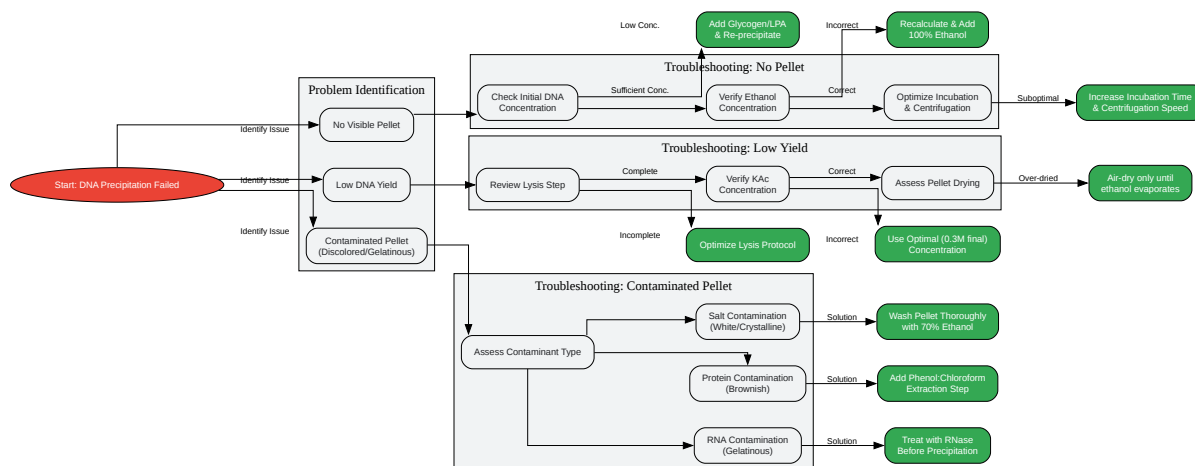 Low Conc.
Add Glycogen/LPA
& Re-precipitate
Incorrect
Recalculate & Add
100% Ethanol
Troubleshooting: No Pellet
Problem Identification
Check Initial DNA
Concentration
Sufficient Conc.
Verify Ethanol
Concentration
Correct
Optimize Incubation
& Centrifugation
Suboptimal
Increase Incubation Time
& Centrifugation Speed
Identify Issue
No Visible Pellet
Troubleshooting: Low Yield
Start: DNA Precipitation Failed
Identify Issue
Low DNA Yield
Review Lysis Step
Complete
Verify KAc
Concentration
Correct
Assess Pellet Drying
Over-dried
Air-dry only until
ethanol evaporates
Identify Issue
Contaminated Pellet
(Discolored/Gelatinous)
Incomplete
Optimize Lysis Protocol
Incorrect
Use Optimal (0.3M final)
Concentration
Troubleshooting: Contaminated Pellet
Salt Contamination
(White/Crystalline)
Solution
Wash Pellet Thoroughly
with 70% Ethanol
Assess Contaminant Type
Protein Contamination
(Brownish)
Solution
Add Phenol:Chloroform
Extraction Step
RNA Contamination
(Gelatinous)
Solution
Treat with RNase
Before Precipitation